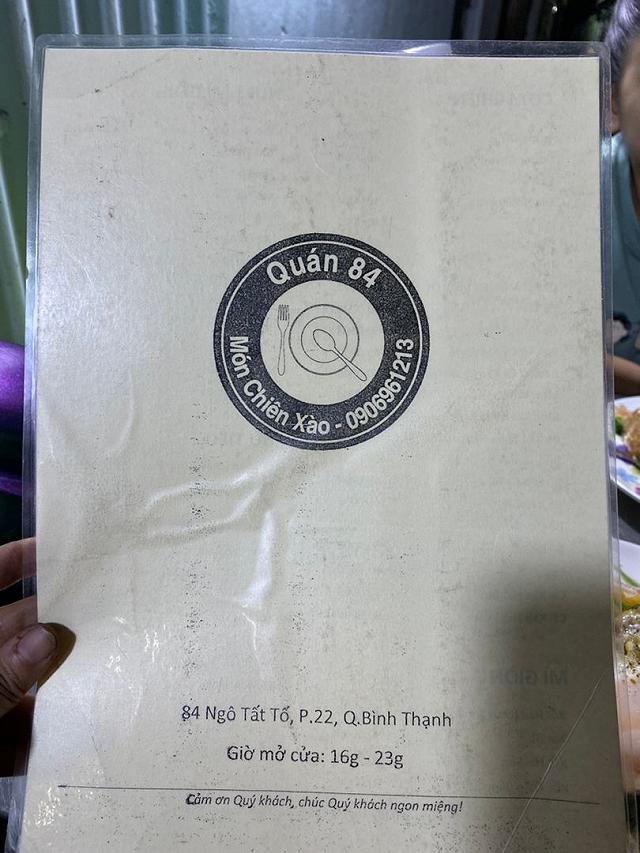 Quán 84
Món Chiên Xào - 0906961213
84 Ngô Tất Tố, P.22, Q.Bình Thạnh
Giờ mở cửa: 16g - 23g
Cảm ơn Quý khách, chúc Quý khách ngon miệng!